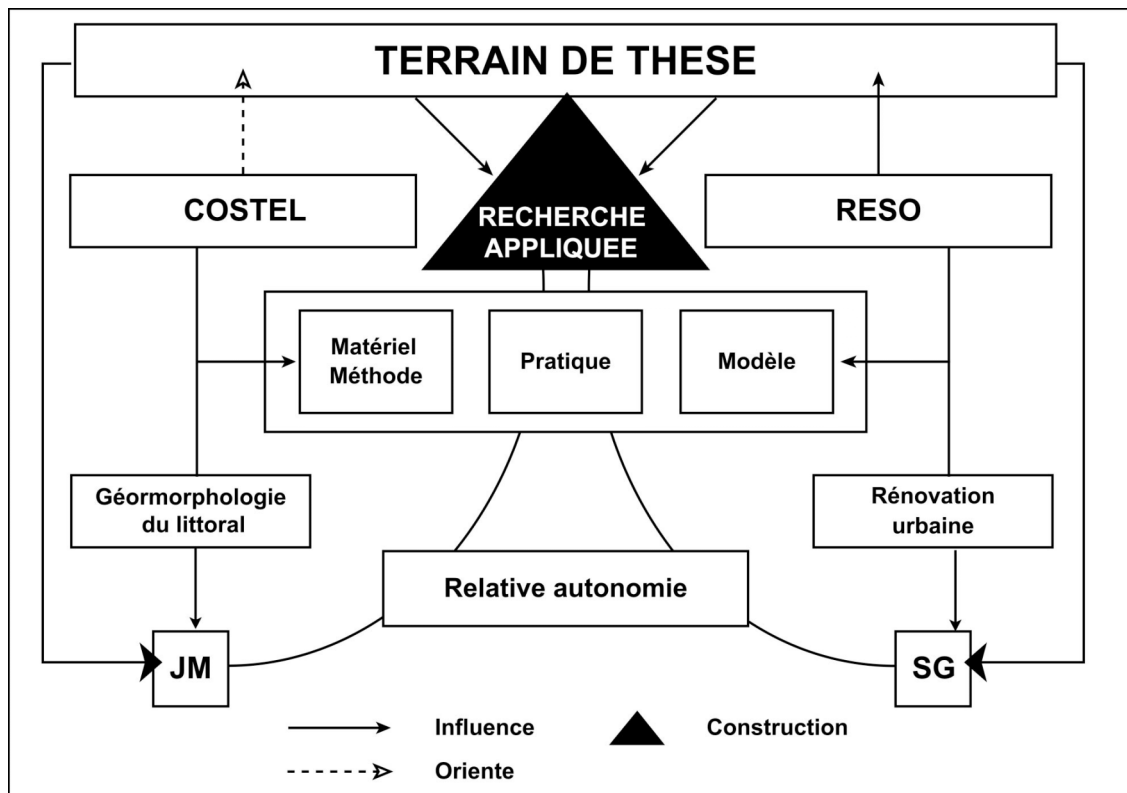 TERRAIN DE THESE
COSTEL
RECHERCHE
APPLIQUEE
RESO
Matériel
Méthode
Pratique
Modèle
Géormorphologie
du littoral
Rénovation
urbaine
Relative autonomie
JM
SG
Influence
Construction
Oriente